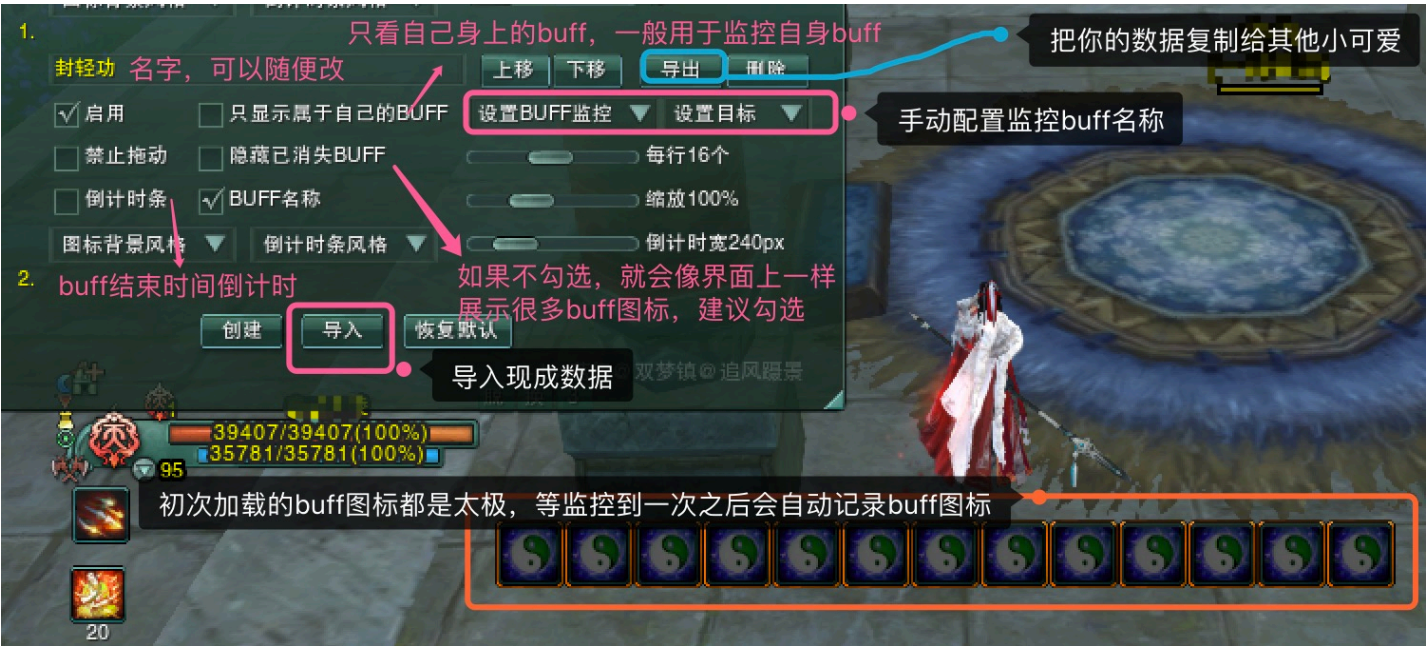 图标背景风格 倒计时条风格
1.
只看自己身上的buff，一般用于监控自身buff
把你的数据复制给其他小可爱
封轻功 名字，可以随便改
上移 下移 导出 删除
启用 只显示属于自己的BUFF 设置BUFF监控 设置目标
手动配置监控buff名称
禁止拖动 隐藏已消失BUFF 每行16个
倒计时条 BUFF名称 缩放100%
图标背景风格 倒计时条风格 倒计时宽240px
2.
buff结束时间倒计时
如果不勾选，就会像界面上一样
展示很多buff图标，建议勾选
创建 导入 恢复默认
导入现成数据
@双梦镇@追风蹑景
39407/39407(100%)
35781/35781(100%)
95
初次加载的buff图标都是太极，等监控到一次之后会自动记录buff图标
20